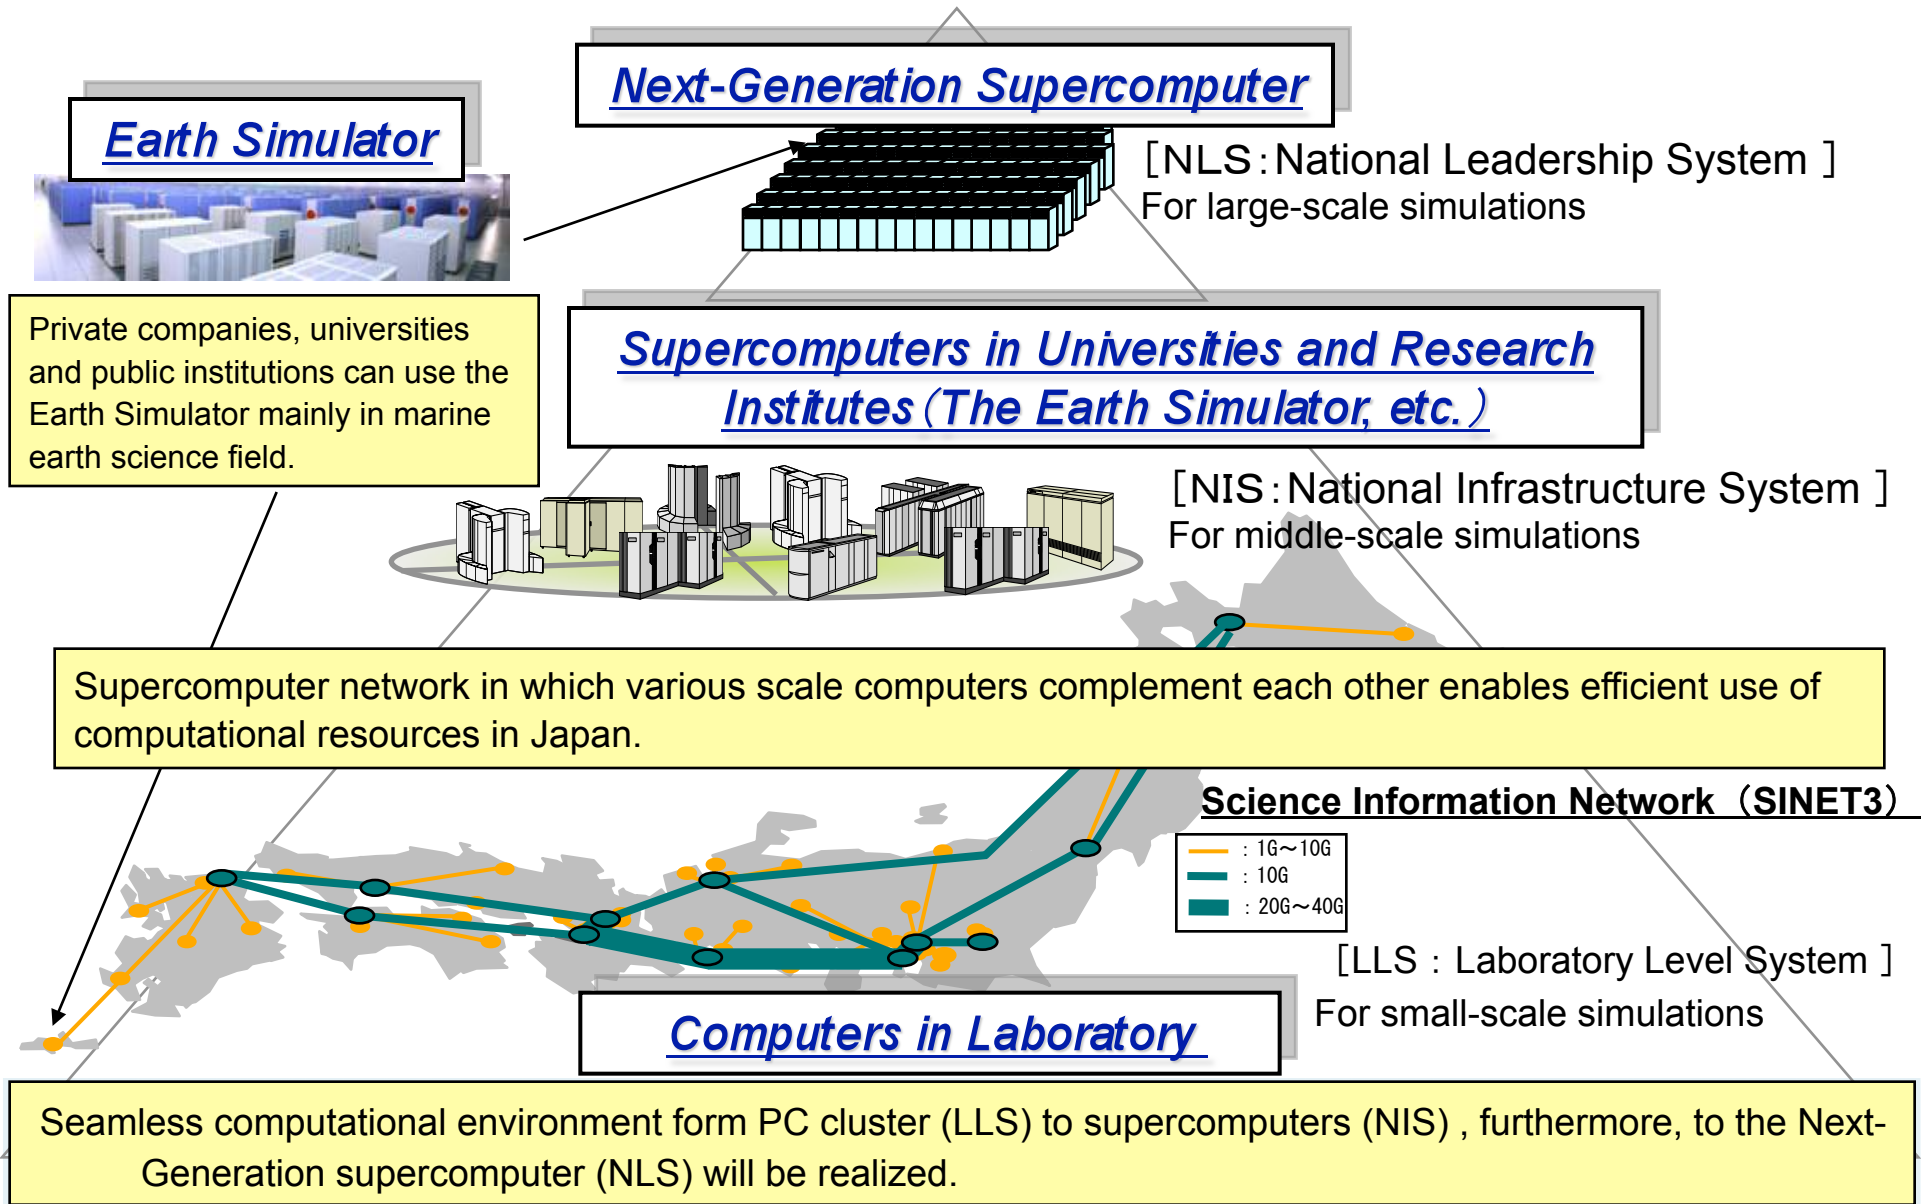 Next-Generation Supercomputer
Earth Simulator
[NLS:National Leadership System ]
For large-scale simulations
Private companies, universities
and public institutions can use the
Earth Simulator mainly in marine
earth science field.
Supercomputers in Universities and Research
Institutes(The Earth Simulator, etc.)
[NIS:National Infrastructure System ]
For middle-scale simulations
Supercomputer network in which various scale computers complement each other enables efficient use of
computational resources in Japan.
Science Information Network (SINET3)
: 1G～10G
: 10G
: 20G～40G
[LLS : Laboratory Level System ]
For small-scale simulations
Computers in Laboratory
Seamless computational environment form PC cluster (LLS) to supercomputers (NIS) , furthermore, to the Next-
Generation supercomputer (NLS) will be realized.